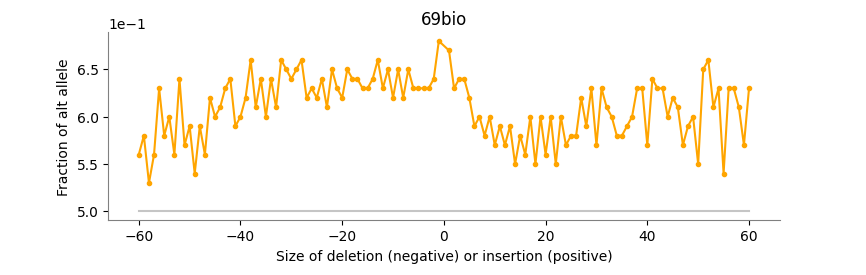 69bio
1e−1
6.5
6.0
5.5
5.0
Fraction of alt allele
−60 −40 −20 0 20 40 60
Size of deletion (negative) or insertion (positive)